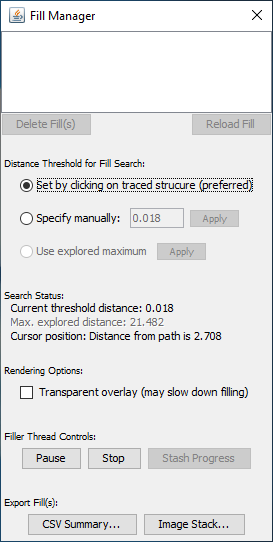 Fill Manager
Delete Fill(s) Reload Fill
Distance Threshold for Fill Search:
Set by clicking on traced strucure (preferred)
Specify manually: 0.018 Apply
Use explored maximum Apply
Search Status:
Current threshold distance: 0.018
Max. explored distance: 21.482
Cursor position: Distance from path is 2.708
Rendering Options:
Transparent overlay (may slow down filling)
Filler Thread Controls:
Pause Stop Stash Progress
Export Fill(s):
CSV Summary... Image Stack...